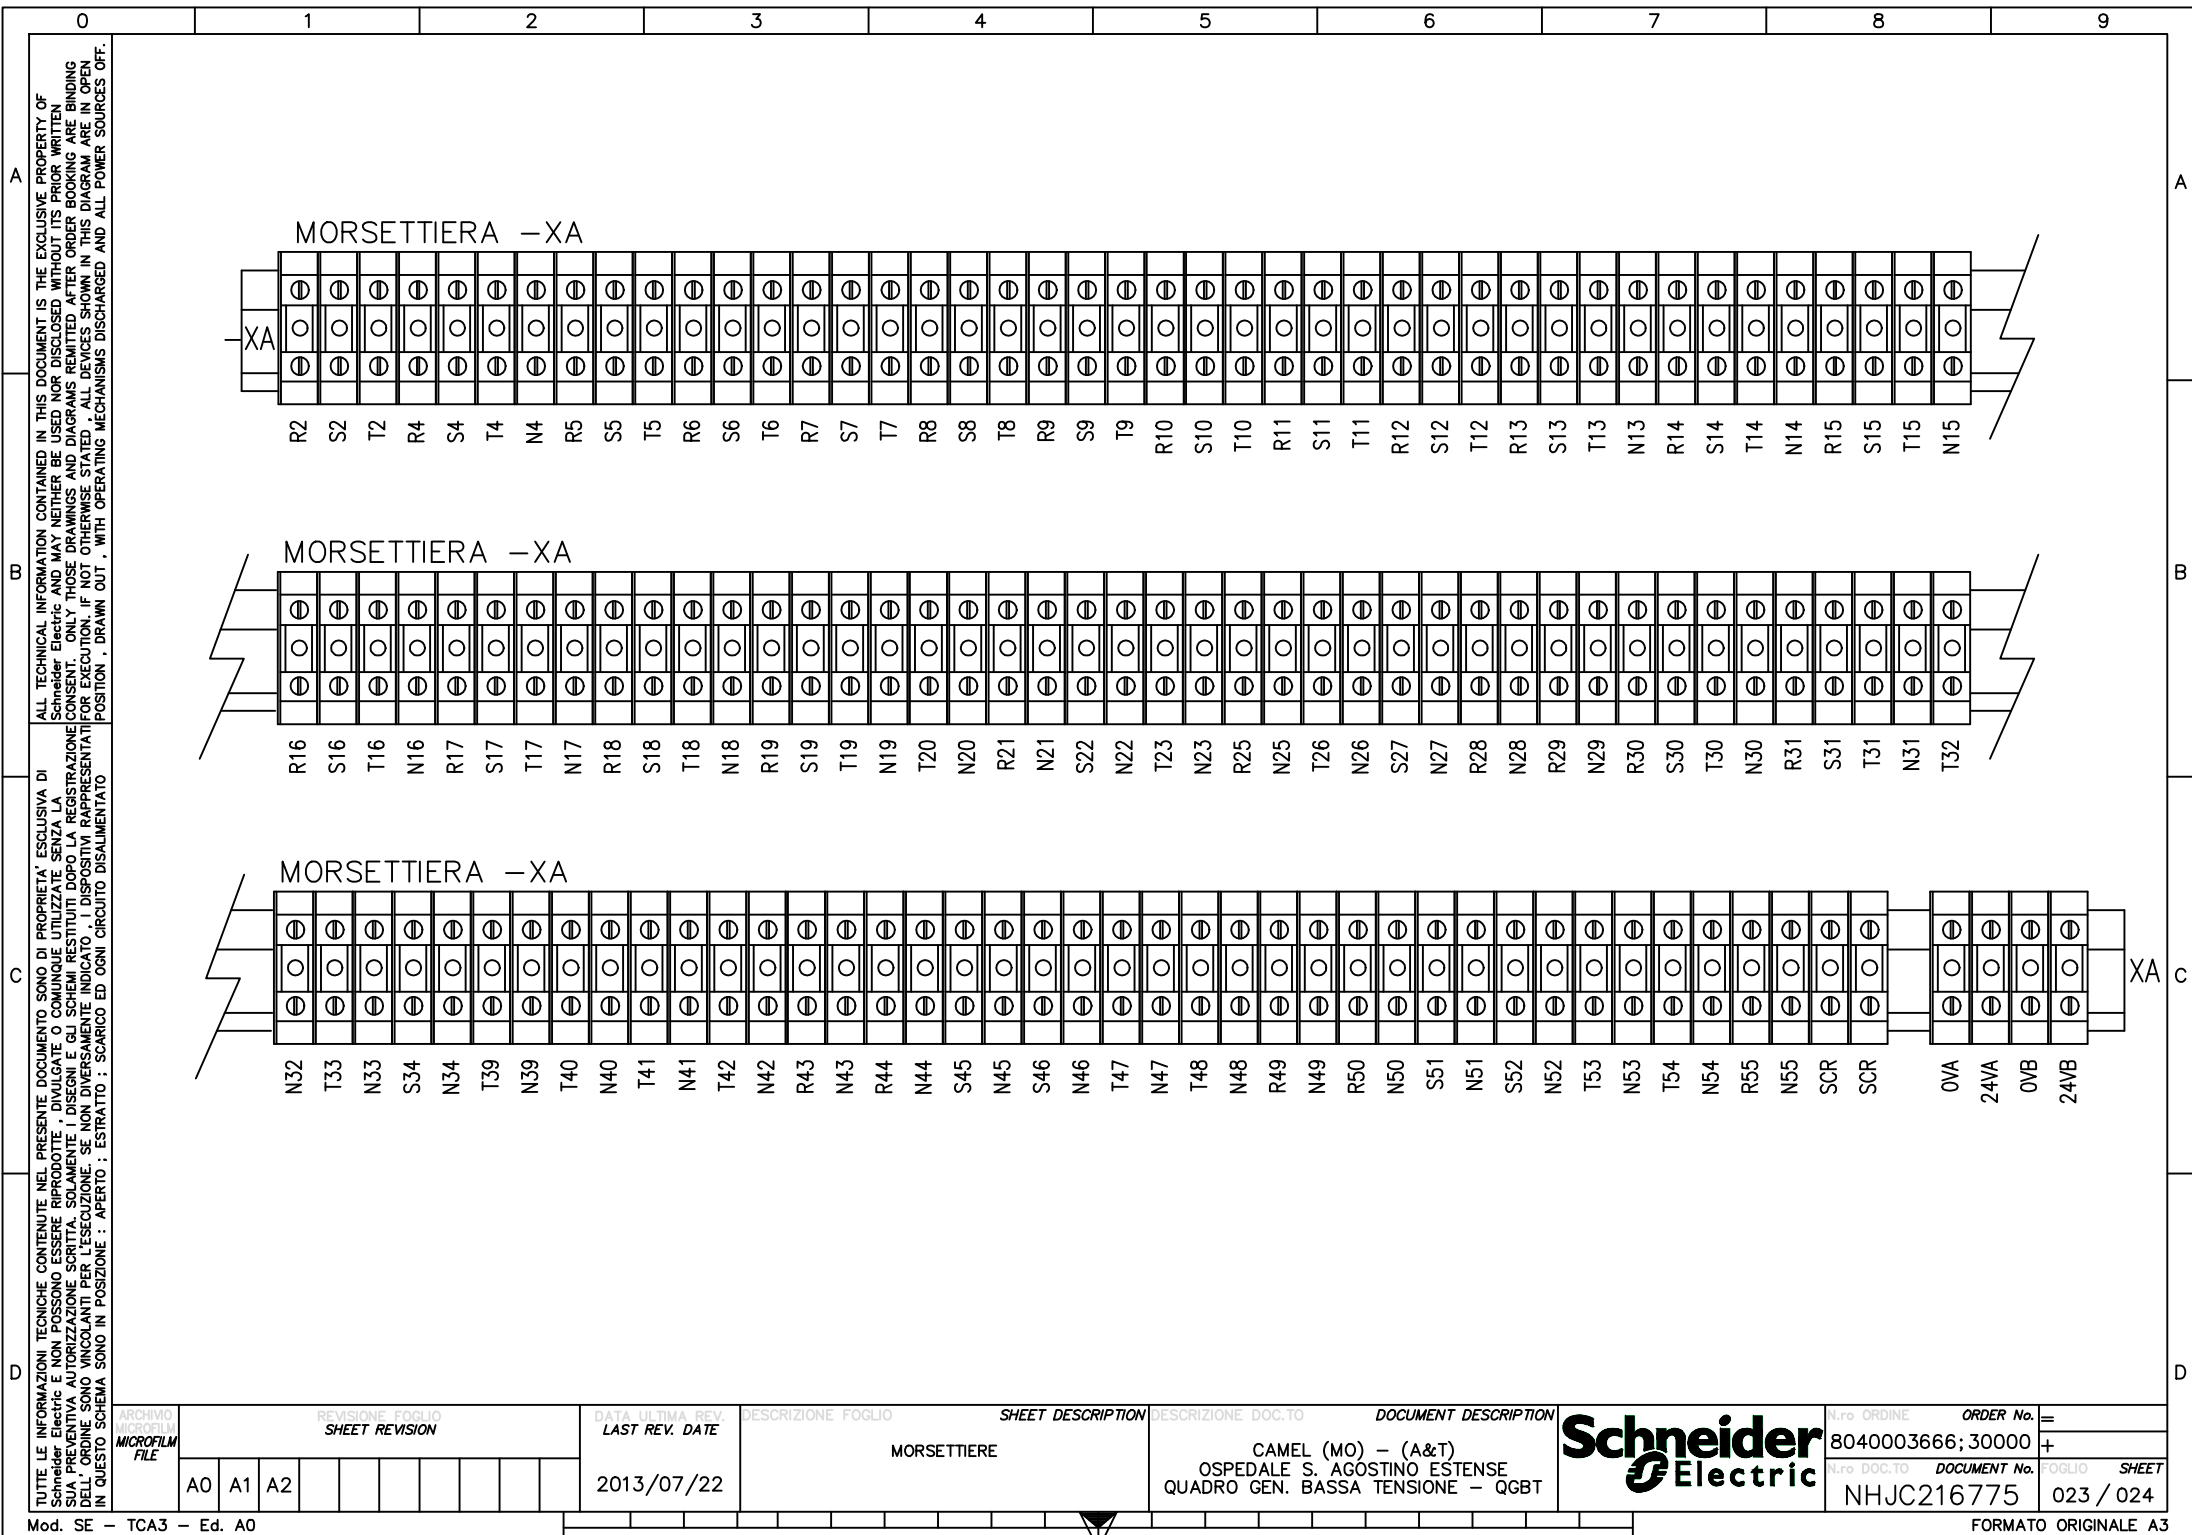 0 1 2 3 4 5 6 7 8 9
A
B
C
D
A
B
C
D
ALL TECHNICAL INFORMATION CONTAINED IN THIS DOCUMENT IS THE EXCLUSIVE PROPERTY OF
Schneider Electric AND MAY NEITHER BE USED NOR DISCLOSED WITHOUT ITS PRIOR WRITTEN
CONSENT. ONLY THOSE DRAWINGS AND DIAGRAMS REMITTED AFTER ORDER BOOKING ARE BINDING
FOR EXECUTION. IF NOT OTHERWISE STATED , ALL DEVICES SHOWN IN THIS DIAGRAM ARE IN OPEN
POSITION , DRAWN OUT , WITH OPERATING MECHANISMS DISCHARGED AND ALL POWER SOURCES OFF.
TUTTE LE INFORMAZIONI TECNICHE CONTENUTE NEL PRESENTE DOCUMENTO SONO DI PROPRIETA' ESCLUSIVA DI
Schneider Electric E NON POSSONO ESSERE RIPRODOTTE , DIVULGATE O COMUNQUE UTILIZZATE SENZA LA
SUA PREVENTIVA AUTORIZZAZIONE SCRITTA. SOLAMENTE I DISEGNI E GLI SCHEMI RESTITUITI DOPO LA REGISTRAZIONE
DELL' ORDINE SONO VINCOLANTI PER L'ESECUZIONE. SE NON DIVERSAMENTE INDICATO , I DISPOSITIVI RAPPRESENTATI
IN QUESTO SCHEMA SONO IN POSIZIONE : APERTO ; ESTRATTO ; SCARICO ED OGNI CIRCUITO DISALIMENTATO
MORSETTIERA -XA
-XA
R2 S2 T2 R4 S4 T4 N4 R5 S5 T5 R6 S6 T6 R7 S7 T7 R8 S8 T8 R9 S9 T9 R10 S10 T10 R11 S11 T11 R12 S12 T12 R13 S13 T13 N13 R14 S14 T14 N14 R15 S15 T15 N15
MORSETTIERA -XA
R16 S16 T16 N16 R17 S17 T17 N17 R18 S18 T18 N18 R19 S19 T19 N19 T20 N20 R21 N21 S22 N22 T23 N23 R25 N25 T26 N26 S27 N27 R28 N28 R29 N29 R30 S30 T30 N30 R31 S31 T31 N31 T32
MORSETTIERA -XA
XA
N32 T33 N33 S34 N34 T39 N39 T40 N40 T41 N41 T42 N42 R43 N43 R44 N44 S45 N45 S46 N46 T47 N47 T48 N48 R49 N49 R50 N50 S51 N51 S52 N52 T53 N53 T54 N54 R55 N55 SCR SCR 0VA 24VA 0VB 24VB
ARCHIVIO
MICROFILM
MICROFILM
FILE
REVISIONE FOGLIO
SHEET REVISION
A0 A1 A2
DATA ULTIMA REV.
LAST REV. DATE
2013/07/22
DESCRIZIONE FOGLIO SHEET DESCRIPTION
MORSETTIERE
DESCRIZIONE DOC.TO DOCUMENT DESCRIPTION
CAMEL (MO) - (A&T)
OSPEDALE S. AGOSTINO ESTENSE
QUADRO GEN. BASSA TENSIONE - QGBT
Schneider
Electric
N.ro ORDINE ORDER No.
8040003666;30000
=
+
N.ro DOC.TO DOCUMENT No.
NHJC216775
FOGLIO SHEET
023 / 024
Mod. SE - TCA3 - Ed. A0
FORMATO ORIGINALE A3